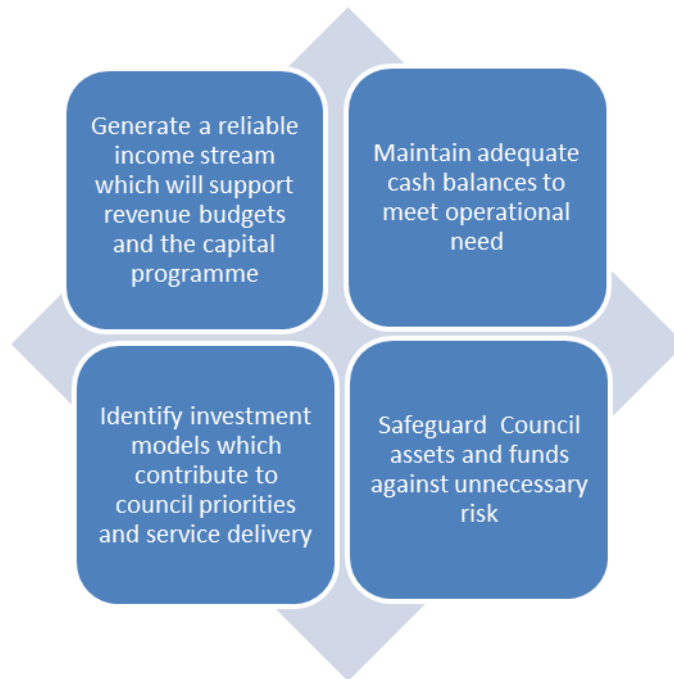 Generate a reliable
income stream
which will support
revenue budgets
and the capital
programme
Maintain adequate
cash balances to
meet operational
need
Identify investment
models which
contribute to
council priorities
and service delivery
Safeguard  Council
assets and funds
against unnecessary
risk